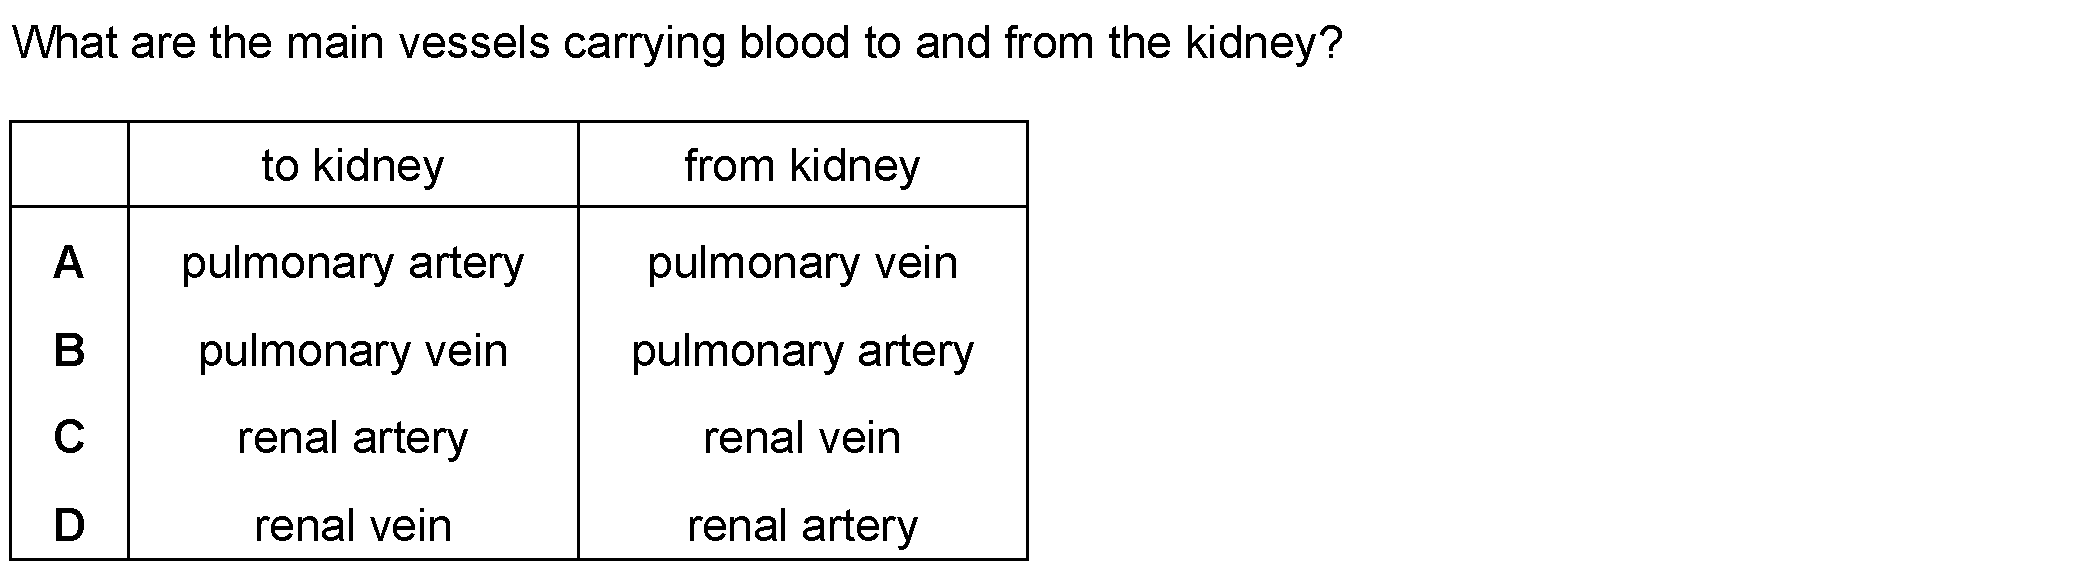 What are the main vessels carrying blood to and from the kidney?
to kidney from kidney
A pulmonary artery pulmonary vein
B pulmonary vein pulmonary artery
C renal artery renal vein
D renal vein renal artery